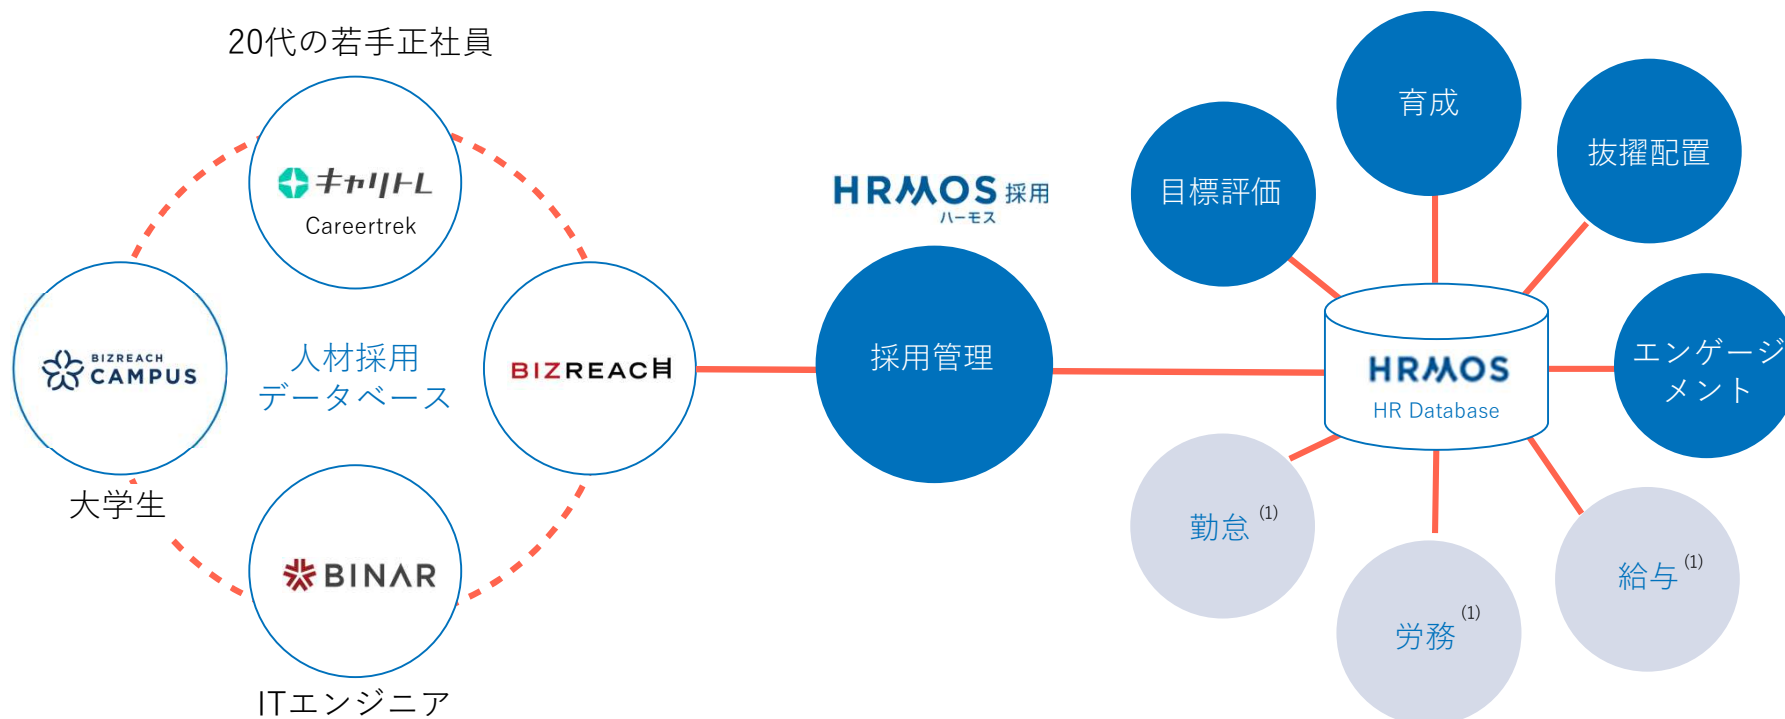 20代の若手正社員
キャリトレ
Careertrek
BIZREACH
CAMPUS
人材採用
データベース
BIZREACH
大学生
BINAR
ITエンジニア
HRMOS 採用
ハーモス
採用管理
目標評価
育成
抜擢配置
エンゲージ
メント
HRMOS
HR Database
勤怠 (1)
労務 (1)
給与 (1)